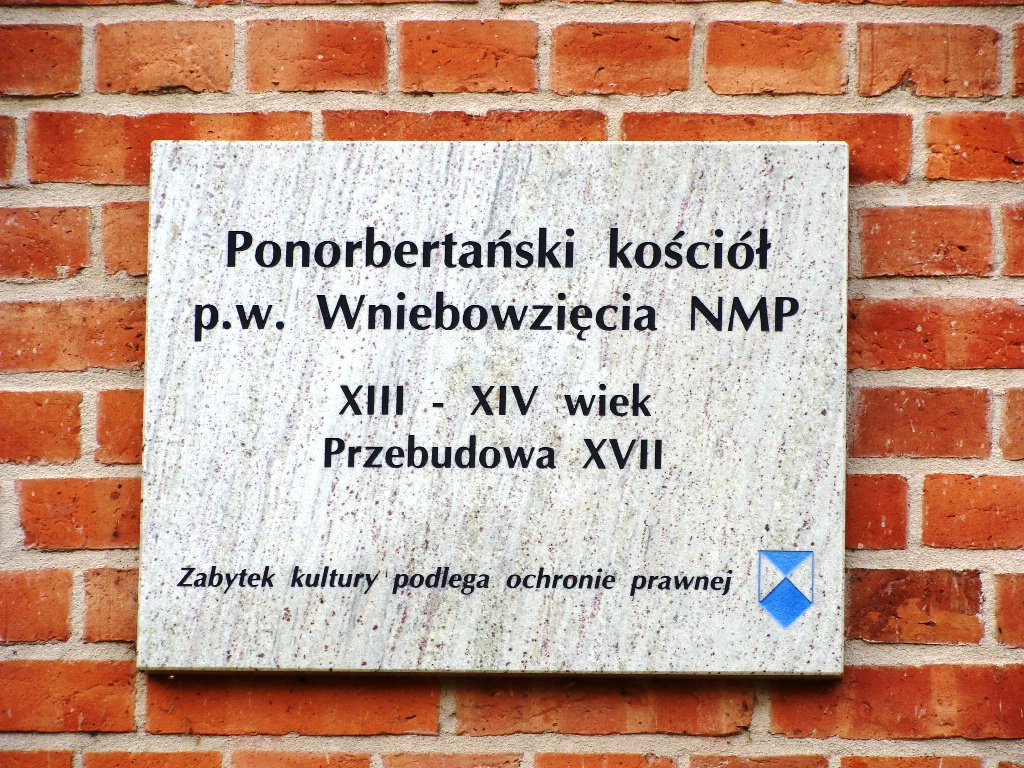 Ponorbertański kościół
p.w. Wniebowzięcia NMP
XIII - XIV wiek
Przebudowa XVII
Zabytek kultury podlega ochronie prawnej